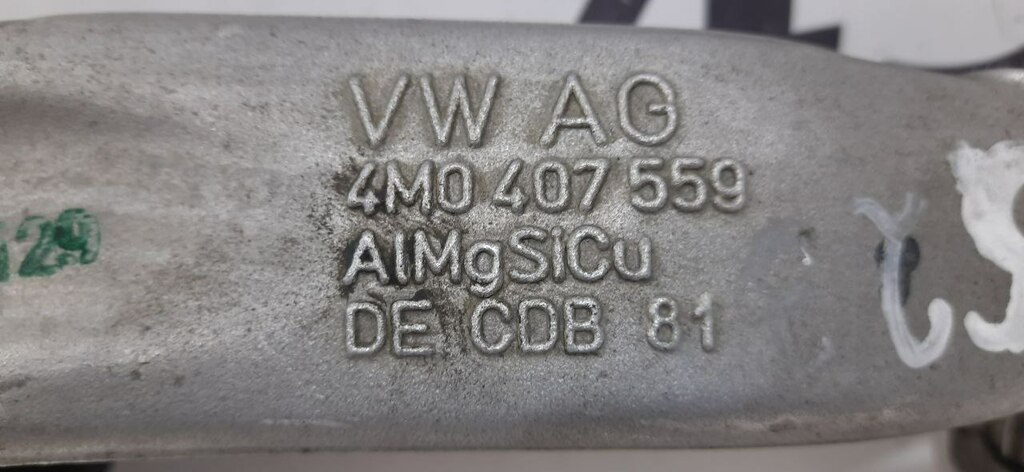 VW AG
4M0 407 559
AlMgSiCu
DE CDB 81